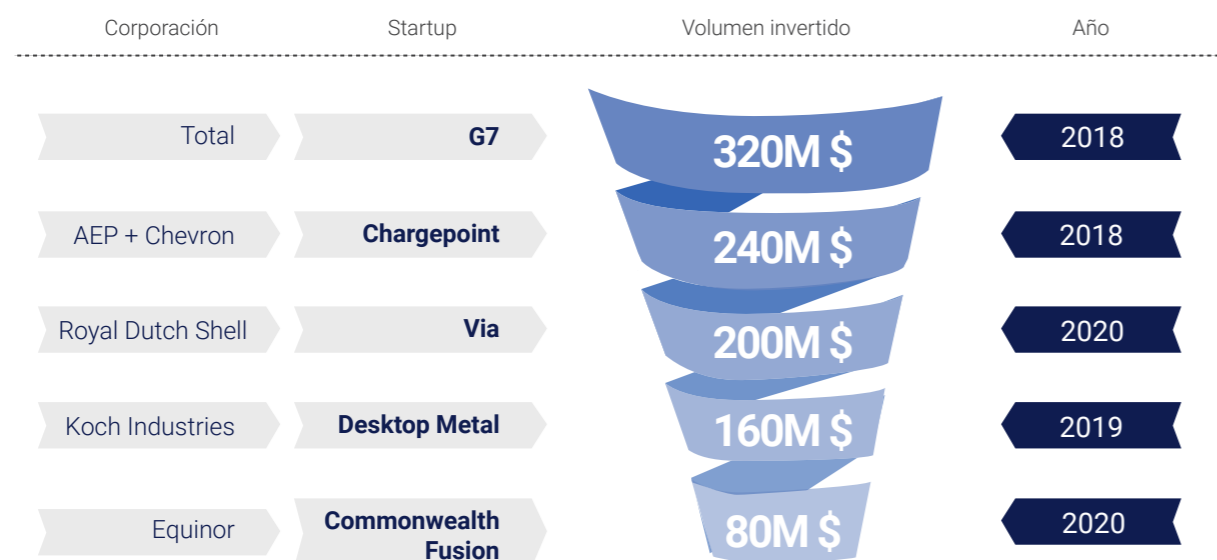 Corporación Startup Volumen invertido Año
Total G7 320M $ 2018
AEP + Chevron Chargepoint 240M $ 2018
Royal Dutch Shell Via 200M $ 2020
Koch Industries Desktop Metal 160M $ 2019
Equinor Commonwealth 80M $ 2020
Fusion